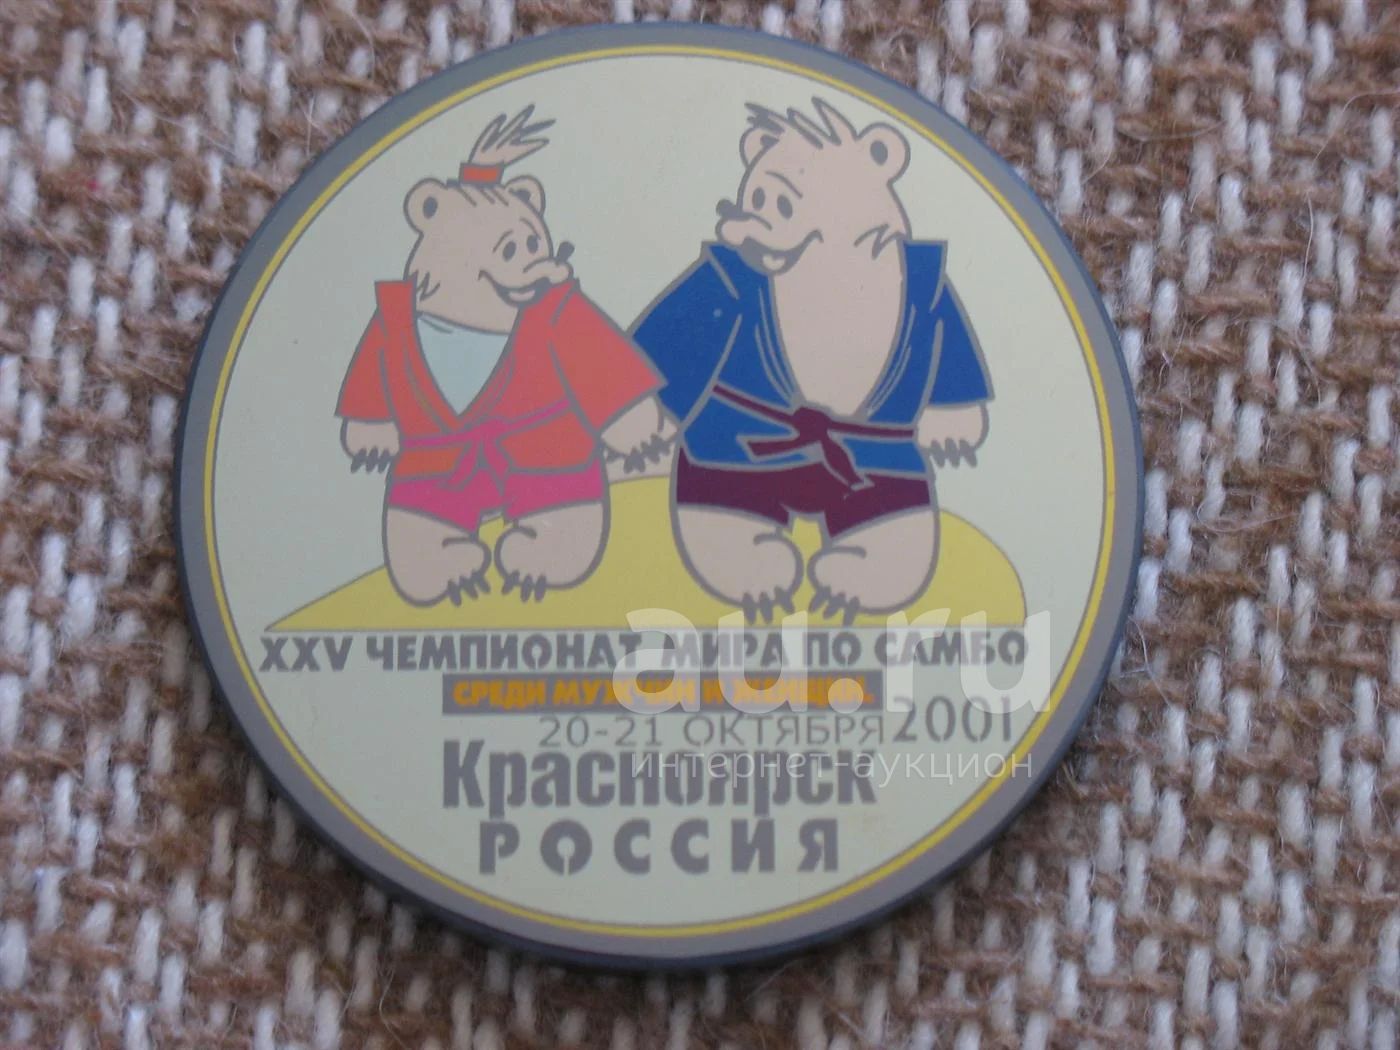 XXV ЧЕМПИОНАТ МИРА ПО САМБО
СРЕДИ МУЖЧИН И ЖЕНЩИН.
20-21 ОКТЯБРЯ 2001
Красноярск
РОССИЯ
au.ru
интернет-аукцион